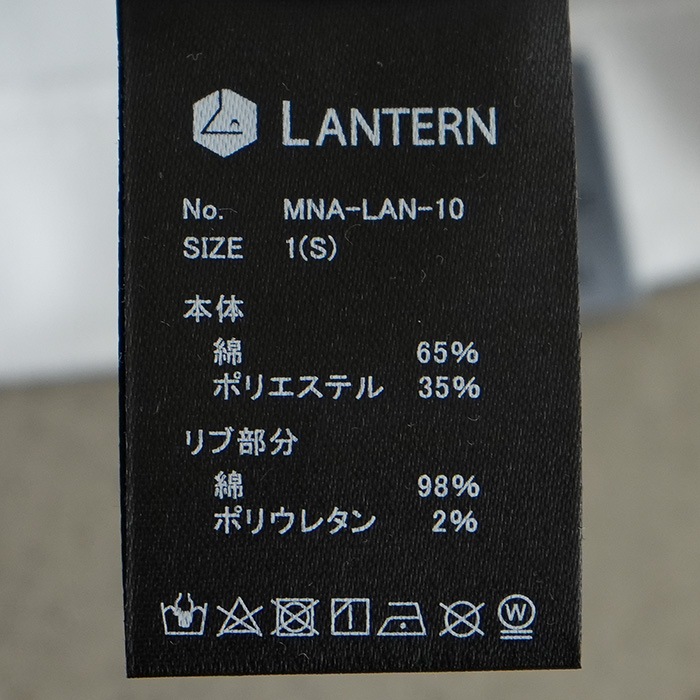 LANTERN
No. MNA-LAN-10
SIZE 1(S)
本体
綿 65%
ポリエステル 35%
リブ部分
綿 98%
ポリウレタン 2%
W